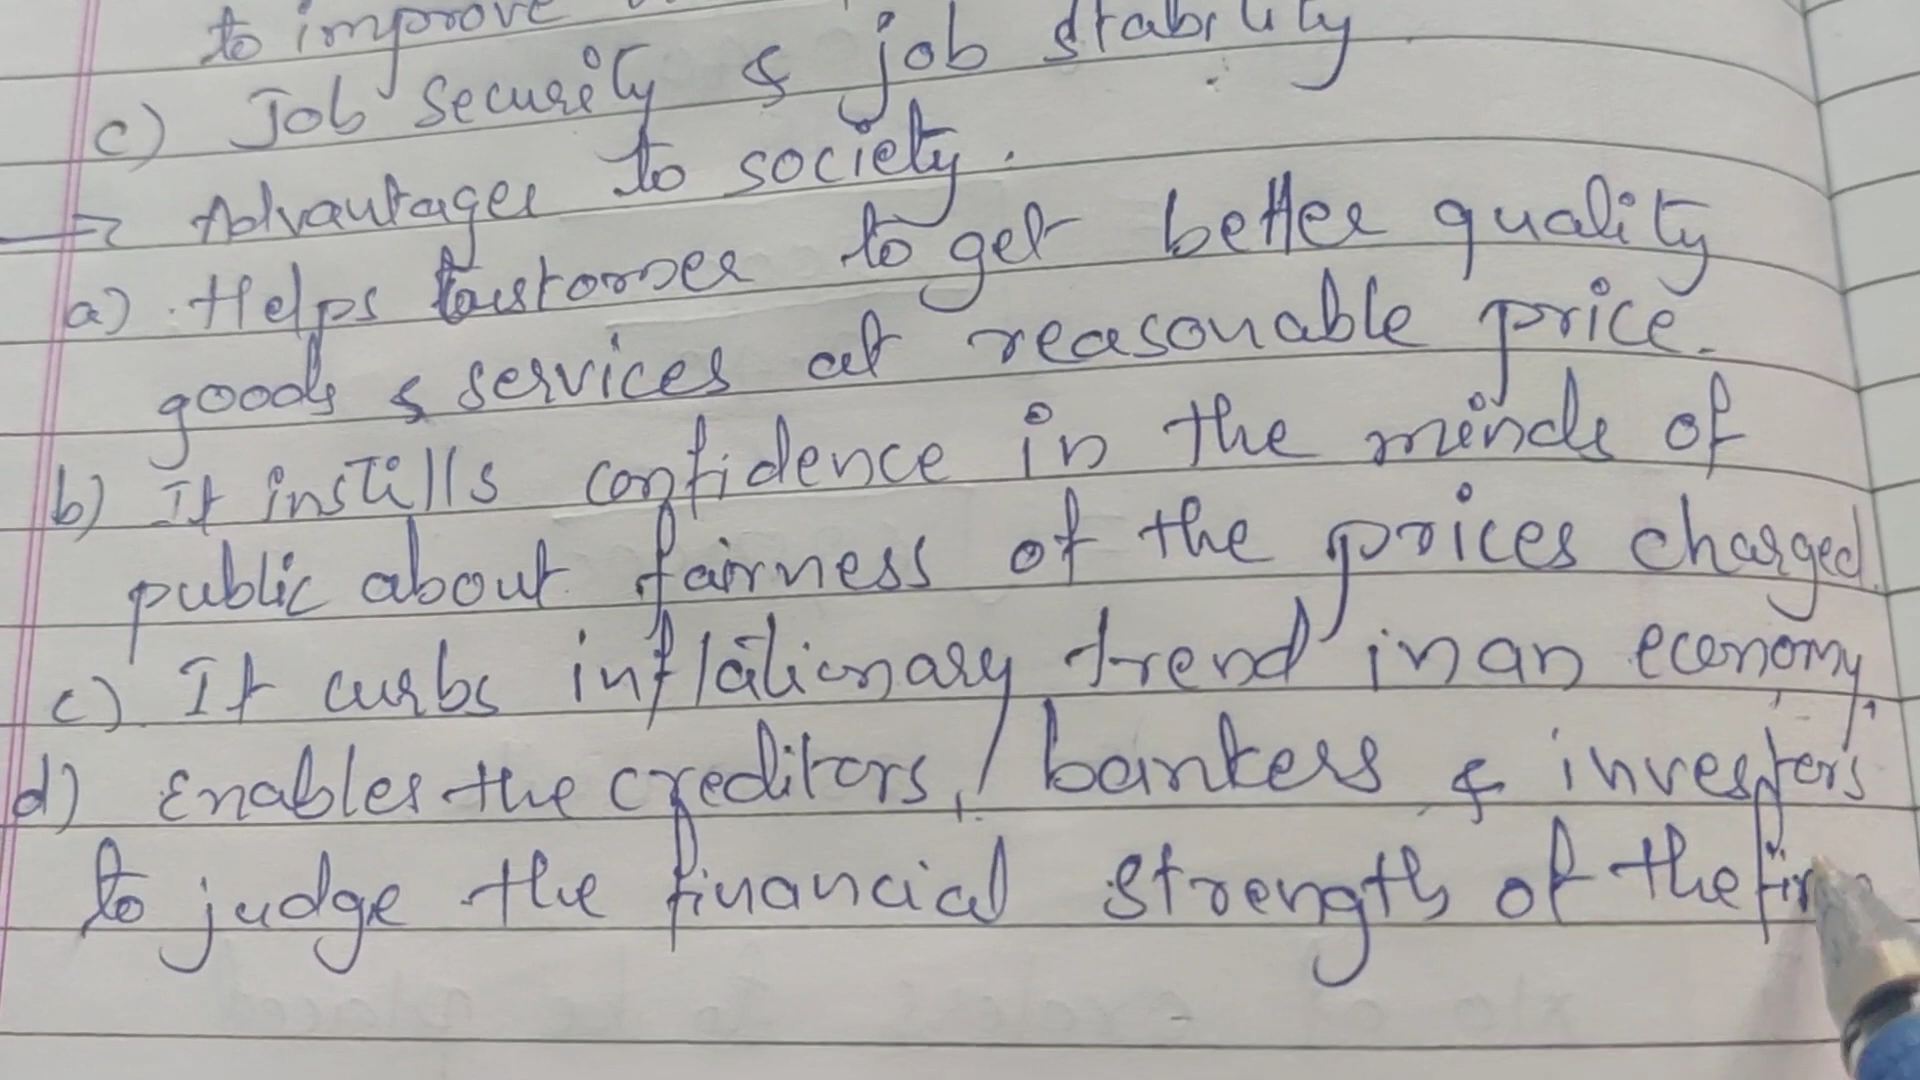 to improve
c) Job Security & job stability
→ Advantages to society.
a) Helps customer to get better quality
goods & services at reasonable price.
b) It instills confidence in the minds of
public about fairness of the prices charged
c) It curbs inflationary trend in an economy
d) Enables the creditors, bankers & investors
to judge the financial strength of the